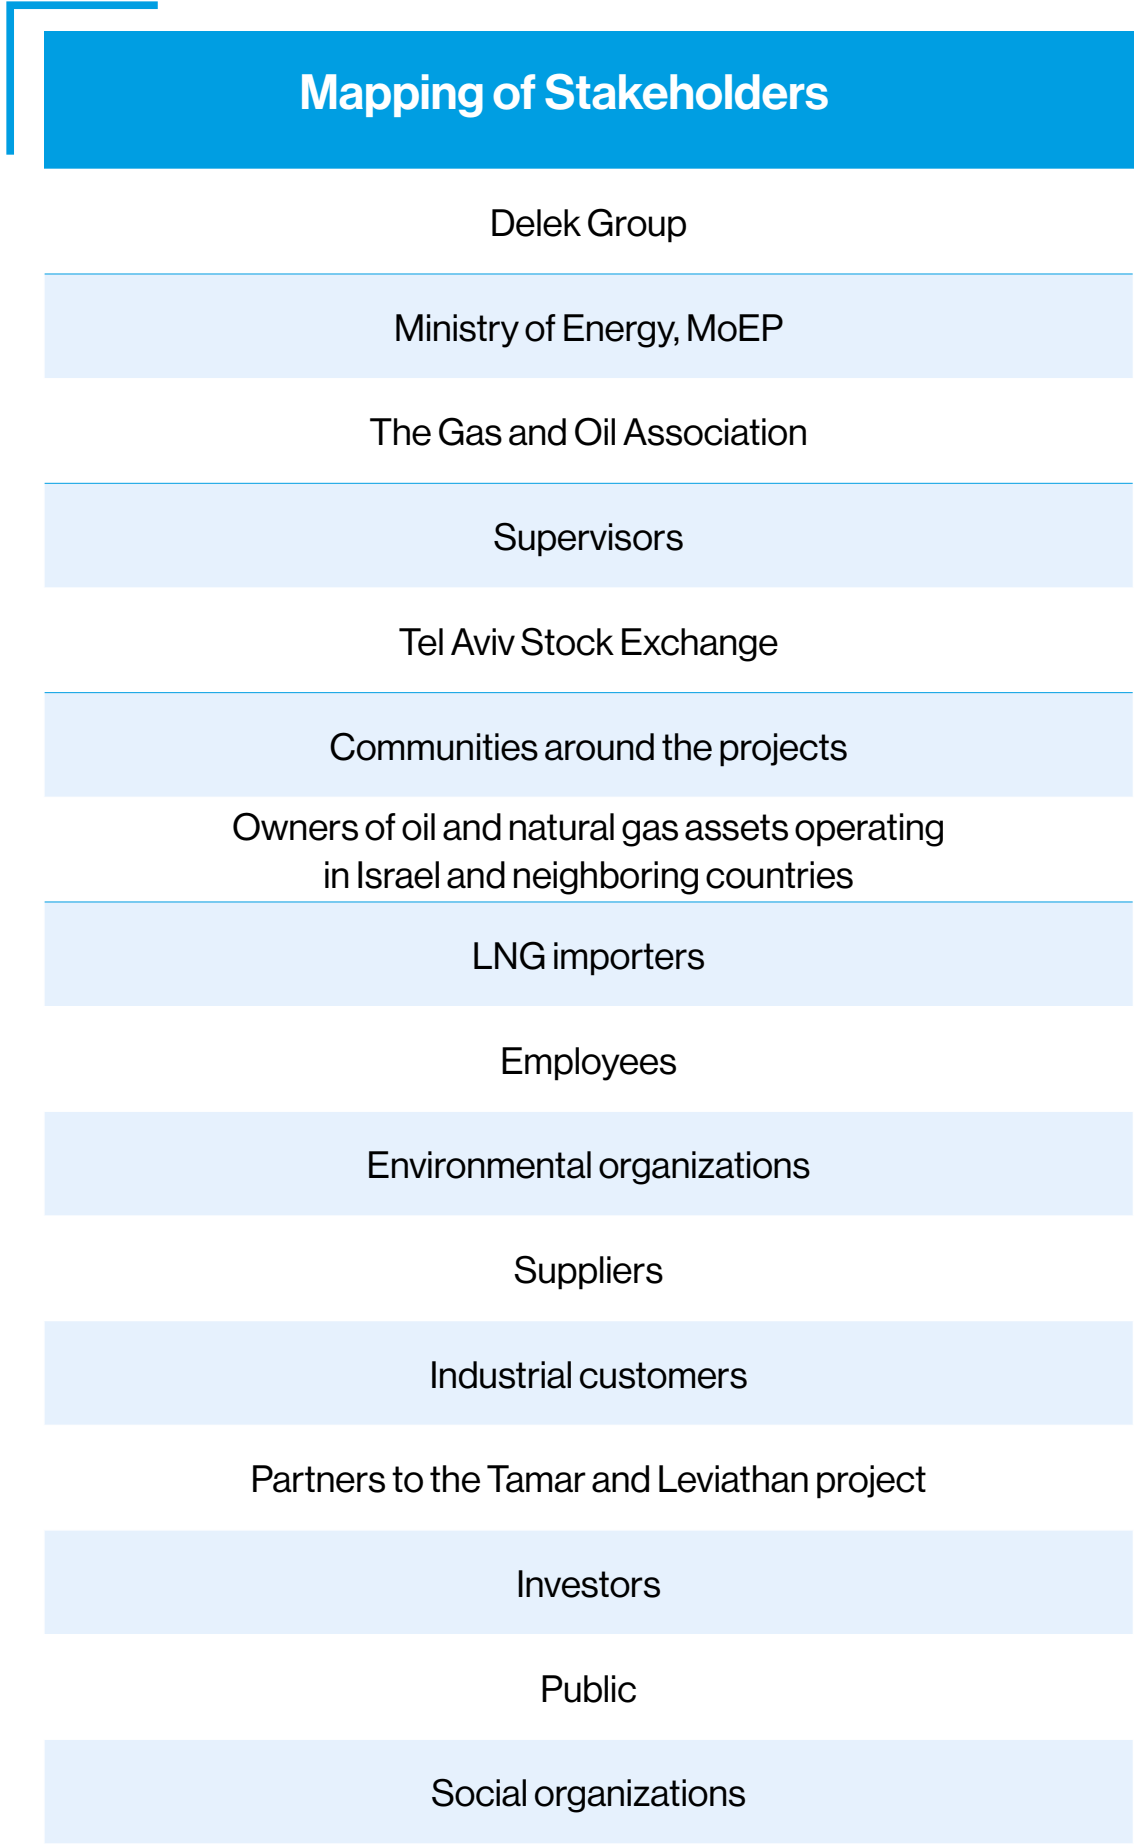 Mapping of Stakeholders
Delek Group
Ministry of Energy, MoEP
The Gas and Oil Association
Supervisors
Tel Aviv Stock Exchange
Communities around the projects
Owners of oil and natural gas assets operating
in Israel and neighboring countries
LNG importers
Employees
Environmental organizations
Suppliers
Industrial customers
Partners to the Tamar and Leviathan project
Investors
Public
Social organizations